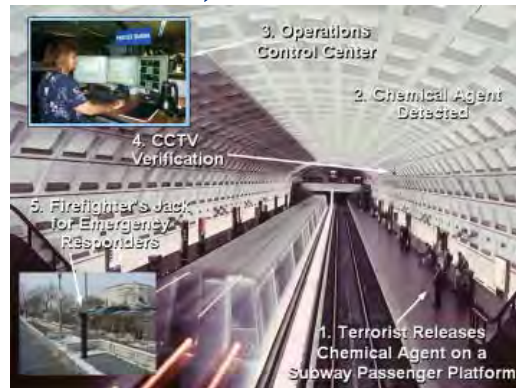 3. Operations
Control Center
2. Chemical Agent
Detected
4. CCTV
Verification
5. Firefighter's Jack
for Emergency
Responders
1. Terrorist Releases
Chemical Agent on a
Subway Passenger Platform